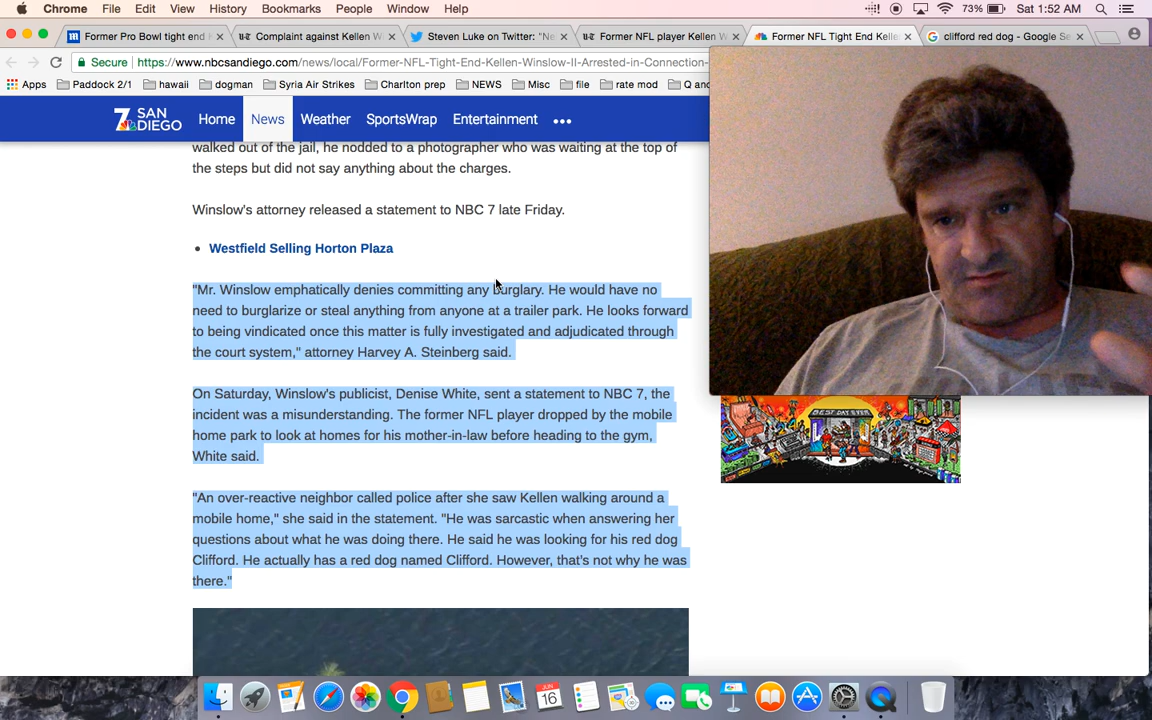 Chrome File Edit View History Bookmarks People Window Help 73% Sat 1:52 AM
Former Pro Bowl tight end Complaint against Kellen W Steven Luke on Twitter: "Ne Former NFL player Kellen W Former NFL Tight End Kellen clifford red dog - Google Se
Secure https://www.nbcsandiego.com/news/local/Former-NFL-Tight-End-Kellen-Winslow-II-Arrested-in-Connection-
Apps Paddock 2/1 hawaii dogman Syria Air Strikes Charlton prep NEWS Misc file rate mod Q and
7 SAN DIEGO Home News Weather SportsWrap Entertainment •••
walked out of the jail, he nodded to a photographer who was waiting at the top of
the steps but did not say anything about the charges.
Winslow's attorney released a statement to NBC 7 late Friday.
• Westfield Selling Horton Plaza
"Mr. Winslow emphatically denies committing any burglary. He would have no
need to burglarize or steal anything from anyone at a trailer park. He looks forward
to being vindicated once this matter is fully investigated and adjudicated through
the court system," attorney Harvey A. Steinberg said.
On Saturday, Winslow's publicist, Denise White, sent a statement to NBC 7, the
incident was a misunderstanding. The former NFL player dropped by the mobile
home park to look at homes for his mother-in-law before heading to the gym,
White said.
"An over-reactive neighbor called police after she saw Kellen walking around a
mobile home," she said in the statement. "He was sarcastic when answering her
questions about what he was doing there. He said he was looking for his red dog
Clifford. He actually has a red dog named Clifford. However, that's not why he was
there."
BEST DAY EVER
JUN
16